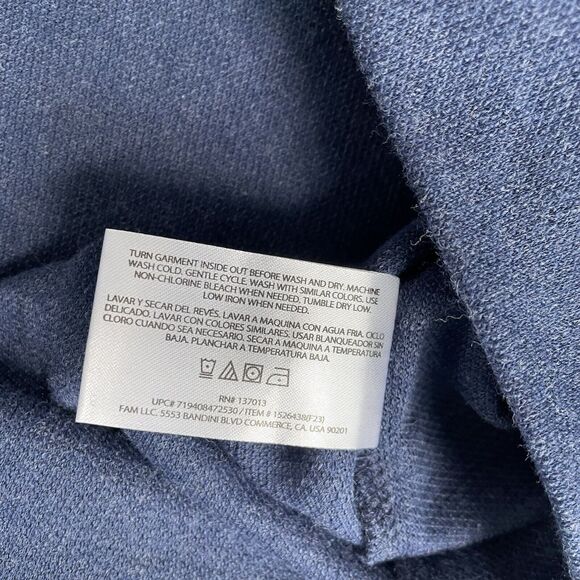 TURN GARMENT INSIDE OUT BEFORE WASH AND DRY. MACHINE
WASH COLD. GENTLE CYCLE. WASH WITH SIMILAR COLORS. USE
NON-CHLORINE BLEACH WHEN NEEDED. TUMBLE DRY LOW.
LOW IRON WHEN NEEDED.
LAVAR Y SECAR DEL REVÉS. LAVAR A MAQUINA CON AGUA FRIA. CICLO
DELICADO. LAVAR CON COLORES SIMILARES. USAR BLANQUEADOR SIN
CLORO CUANDO SEA NECESARIO. SECAR A MAQUINA A TEMPERATURA
BAJA. PLANCHAR A TEMPERATURA BAJA.
RN# 137013
UPC# 719408472530 / ITEM # 1526438(F23)
FAM LLC. 5553 BANDINI BLVD COMMERCE, CA. USA 90201